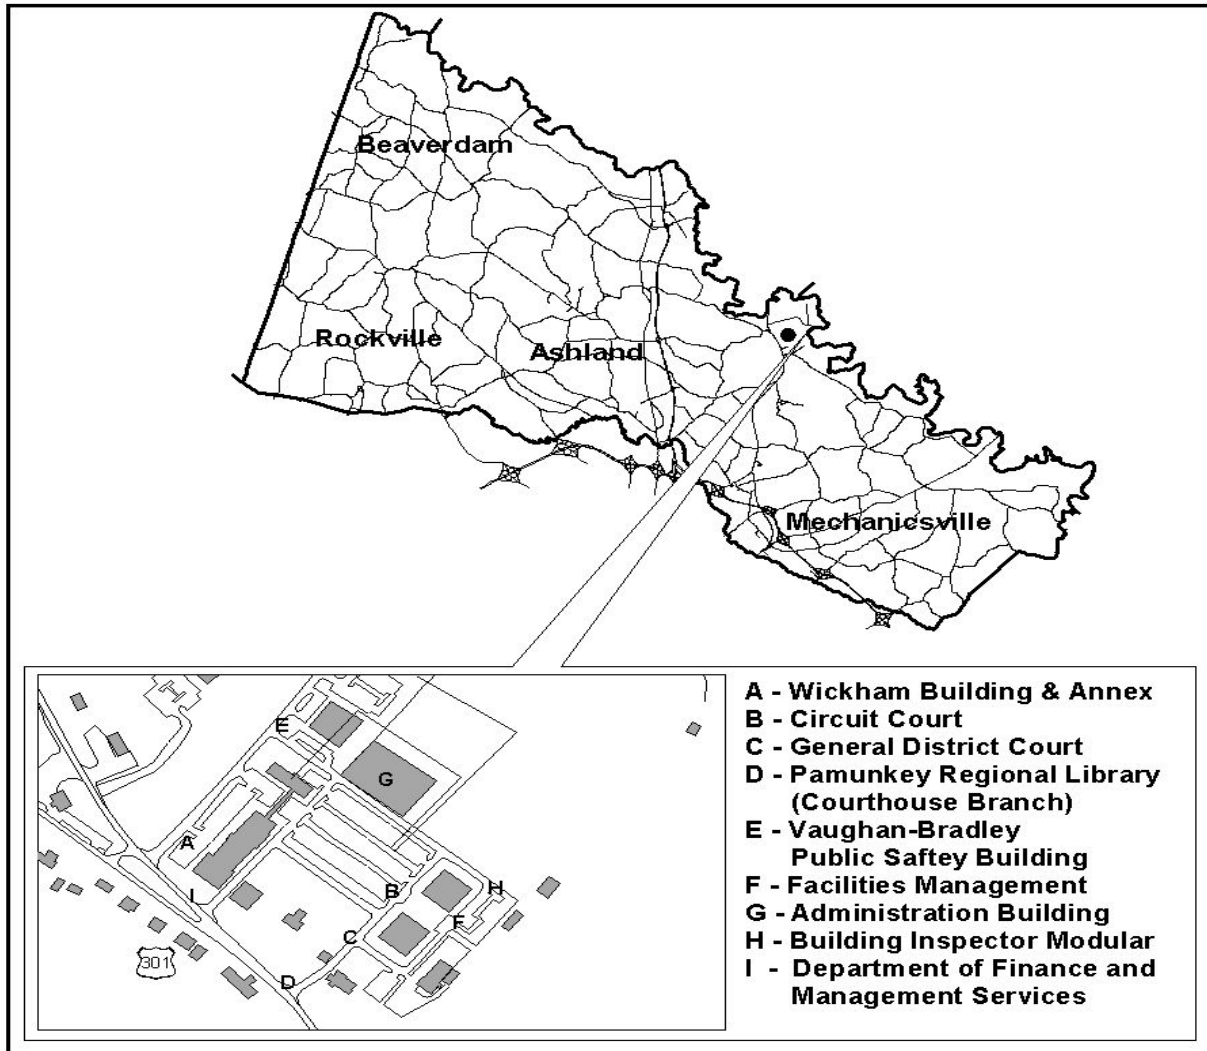 Beaverdam
Rockville
Ashland
Mechanicsville
E
G
A
I
B
H
C
F
D
301
A - Wickham Building & Annex
B - Circuit Court
C - General District Court
D - Pamunkey Regional Library
(Courthouse Branch)
E - Vaughan-Bradley
Public Saftey Building
F - Facilities Management
G - Administration Building
H - Building Inspector Modular
I - Department of Finance and
Management Services